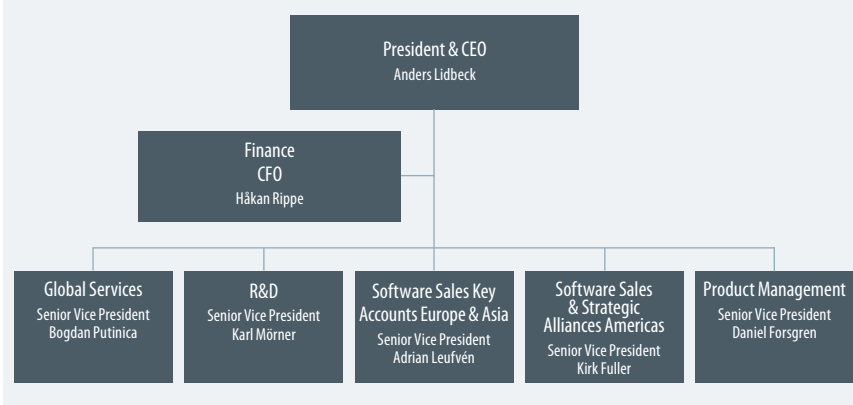 President & CEO
Anders Lidbeck
Finance
CFO
Håkan Rippe
Global Services
Senior Vice President
Bogdan Putinica
R&D
Senior Vice President
Karl Mörner
Software Sales Key
Accounts Europe & Asia
Senior Vice President
Adrian Leufvén
Software Sales
& Strategic
Alliances Americas
Senior Vice President
Kirk Fuller
Product Management
Senior Vice President
Daniel Forsgren